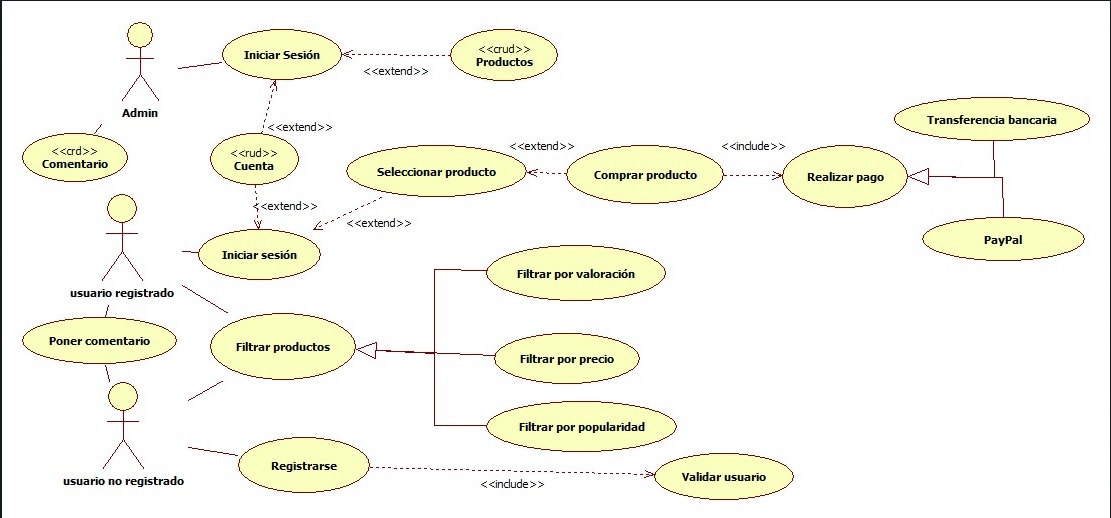 Iniciar Sesión
<<crud>>
Productos
<<extend>>
Admin
<<crd>>
Comentario
<<extend>>
<<rud>>
Cuenta
<<extend>>
Seleccionar producto
<<extend>>
Comprar producto
<<include>>
Realizar pago
Transferencia bancaria
PayPal
<<extend>>
Iniciar sesión
usuario registrado
Filtrar por valoración
Poner comentario
Filtrar productos
Filtrar por precio
Filtrar por popularidad
usuario no registrado
Registrarse
<<include>>
Validar usuario